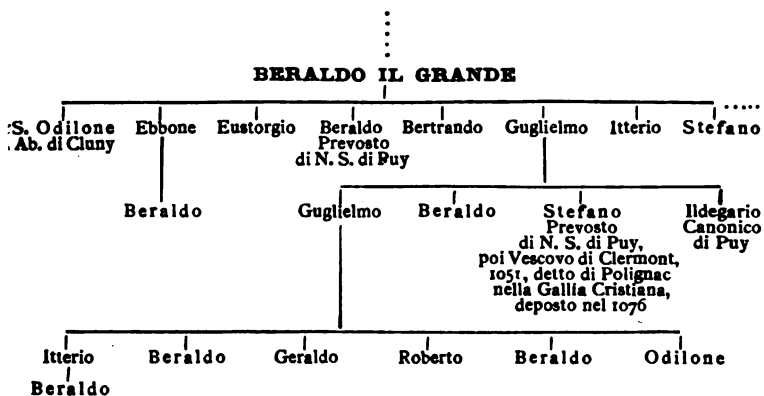 BERALDO IL GRANDE
S. Odilone Ebbone Eustorgio Beraldo Bertrando Guglielmo Itterio Stefano
Ab. di Cluny Prevosto
di N. S. di Puy
Beraldo Guglielmo Beraldo Stefano Ildegario
Prevosto Canonico
di N. S. di Puy, di Puy
poi Vescovo di Clermont,
1051, detto di Polignac
nella Gallia Cristiana,
deposto nel 1076
Itterio Beraldo Geraldo Roberto Beraldo Odilone
Beraldo